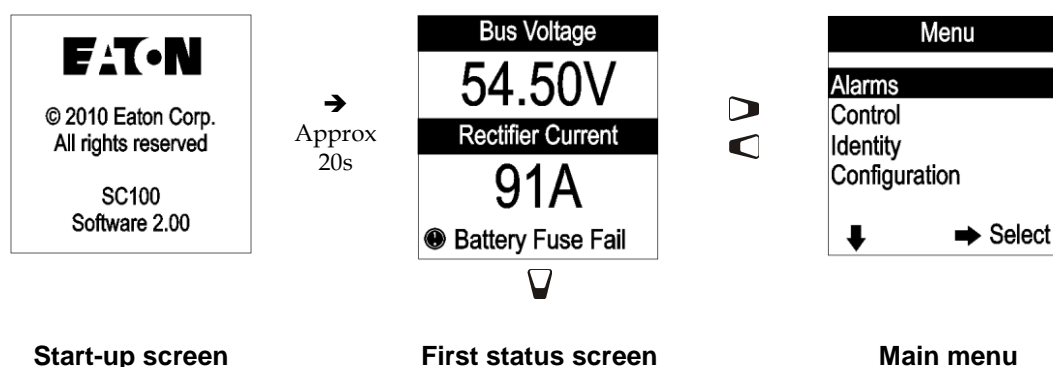 EATON
© 2010 Eaton Corp.
All rights reserved
SC100
Software 2.00
Start-up screen
➔
Approx
20s
Bus Voltage
54.50V
Rectifier Current
91A
Battery Fuse Fail
First status screen
Menu
Alarms
Control
Identity
Configuration
⬇ ➡ Select
Main menu